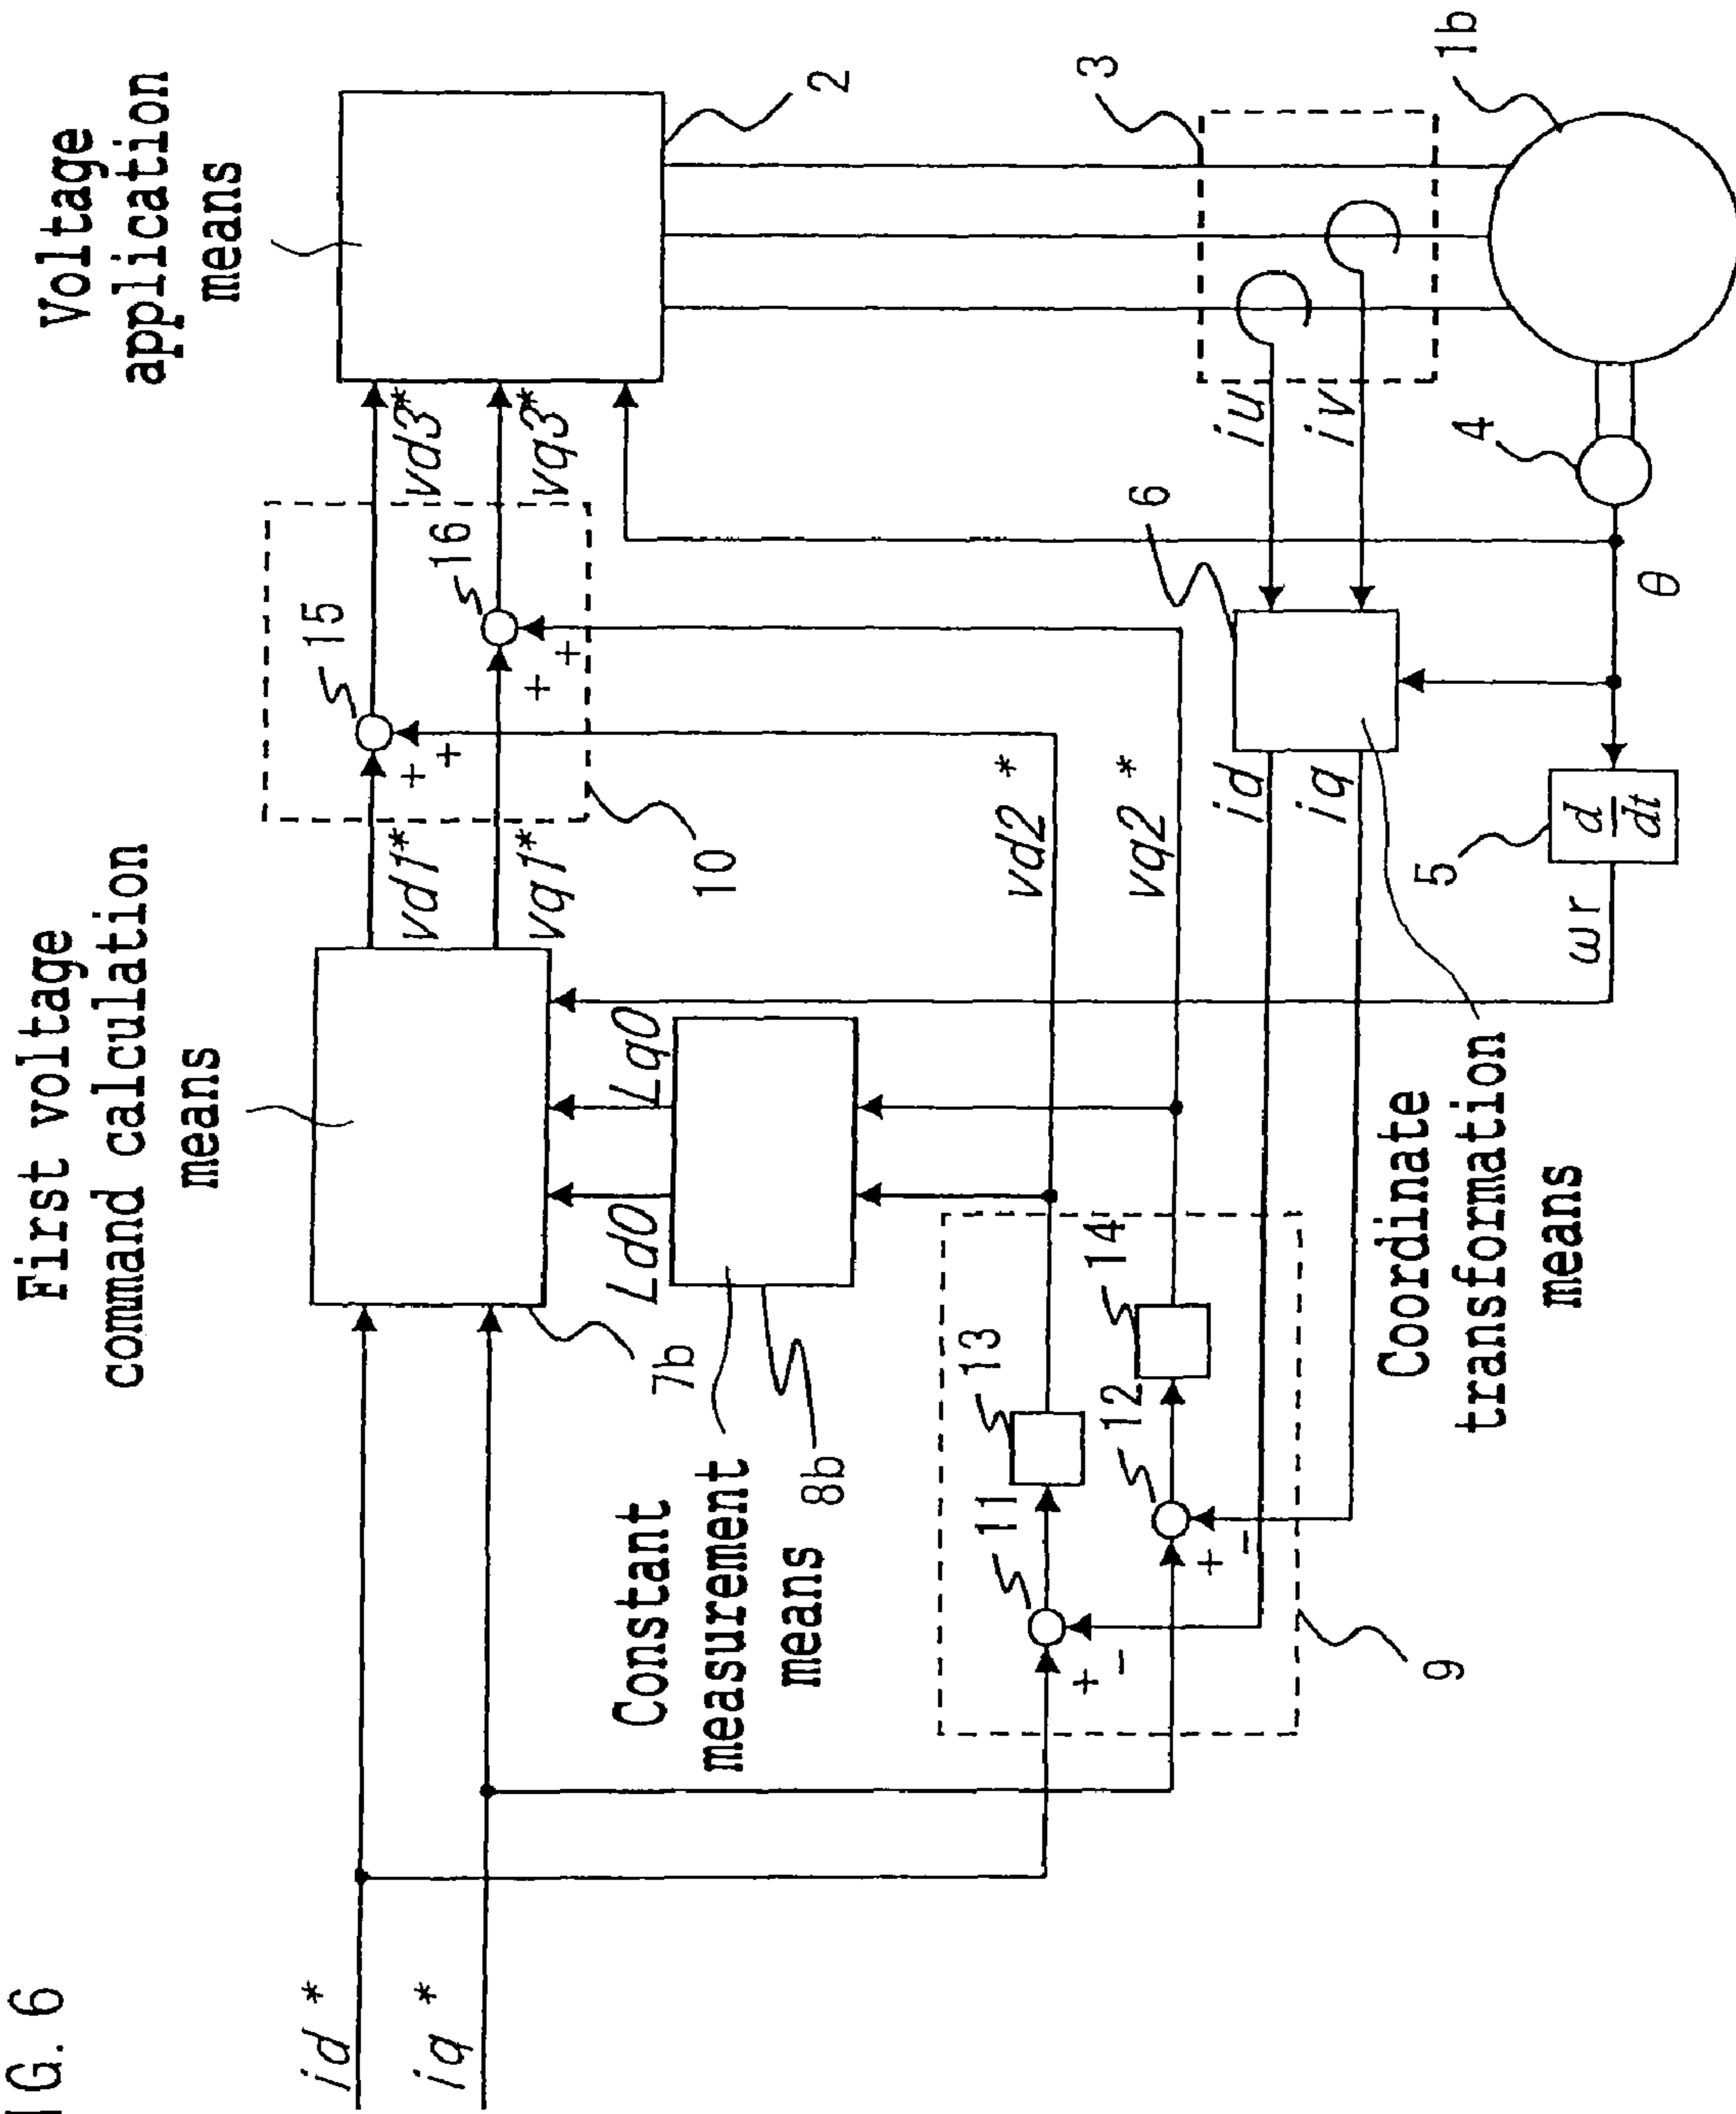 IG. 6
First voltage
command calculation
means
Voltage
application
means
id*
iq*
vd1*
vq1*
15
16
vd3*
vq3*
2
10
Ld0
Lq0
7b
Constant
measurement
means
8b
vd2*
vq2*
13
14
11
12
+
-
+
-
+
+
+
+
9
id
iq
6
iu
iv
3
Coordinate
transformation
means
ωr
5
d
dt
θ
4
1b